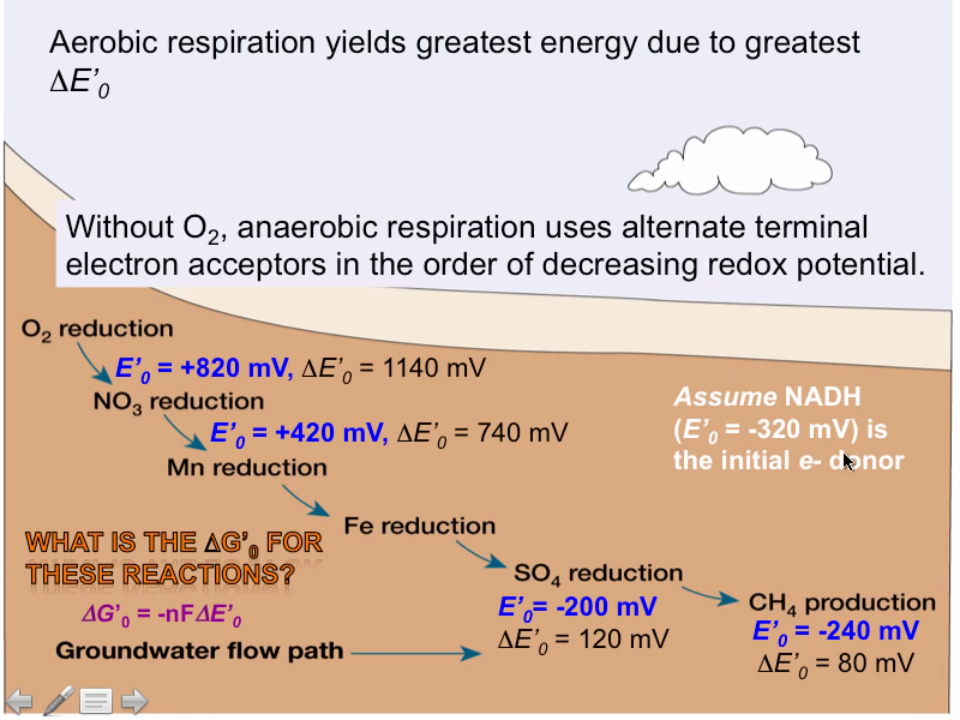 Aerobic respiration yields greatest energy due to greatest
ΔE’₀
Without O₂, anaerobic respiration uses alternate terminal
electron acceptors in the order of decreasing redox potential.
O₂ reduction
E’₀ = +820 mV, ΔE’₀ = 1140 mV
NO₃ reduction
E’₀ = +420 mV, ΔE’₀ = 740 mV
Mn reduction
Assume NADH
(E’₀ = -320 mV) is
the initial e- donor
Fe reduction
WHAT IS THE ΔG’₀ FOR
THESE REACTIONS?
ΔG’₀ = -nFΔE’₀
SO₄ reduction
E’₀= -200 mV
ΔE’₀ = 120 mV
CH₄ production
E’₀ = -240 mV
ΔE’₀ = 80 mV
Groundwater flow path